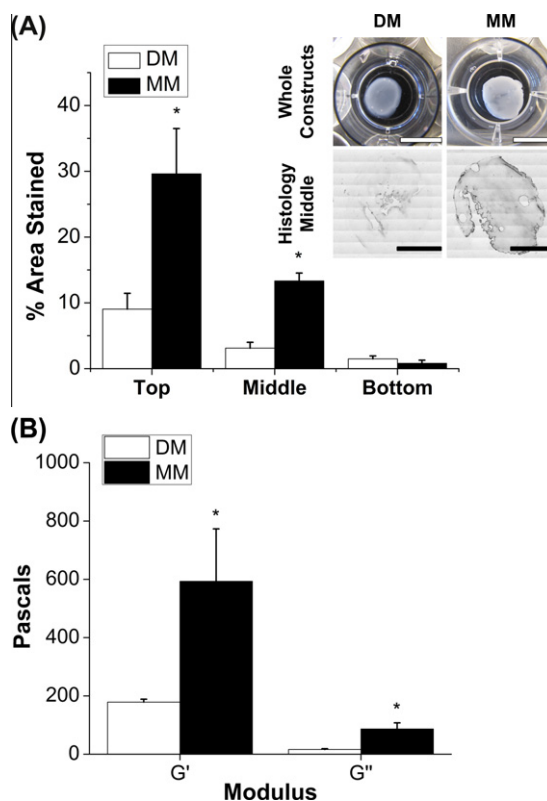 (A)
DM
MM
DM
MM
Whole
Constructs
Histology
Middle
% Area Stained
40
30
20
10
0
*
*
Top
Middle
Bottom
(B)
DM
MM
Pascals
1000
800
600
400
200
0
*
*
G'
G"
Modulus